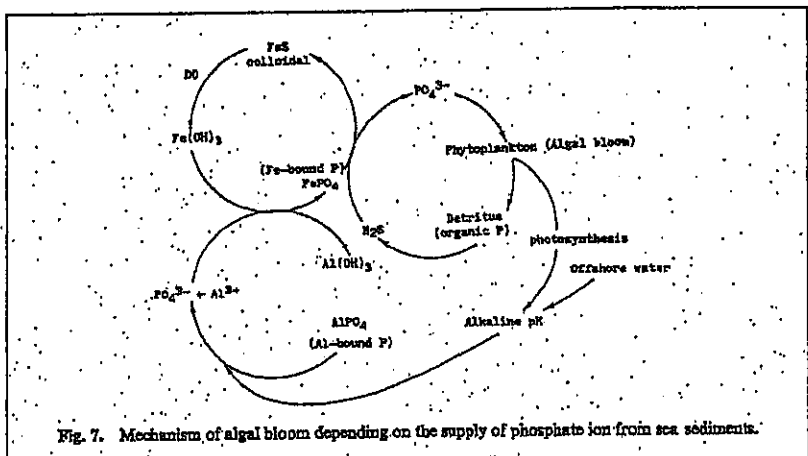 FeS
colloidal
DO
PO₄³⁻
Fe(OH)₃
Phytoplankton (Algal bloom)
(Fe-bound P)
FePO₄
Detritus
(organic P)
H₂S
photosynthesis
Al(OH)₃
Offshore water
PO₄³⁻ + Al³⁺
AlPO₄
(Al-bound P)
Alkaline pH
Fig. 7. Mechanism of algal bloom depending on the supply of phosphate ion from sea sediments.